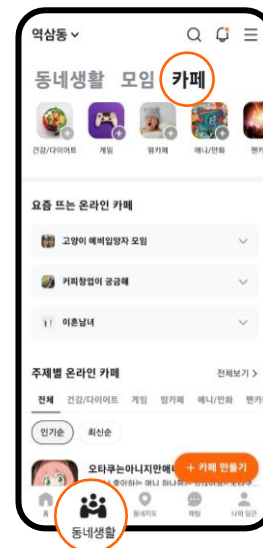 역삼동
동네생활 모임 카페
건강/다이어트 게임 맘카페 애니/만화
요즘 뜨는 온라인 카페
고양이 예비입양자 모임
커피창업이 궁금해
이혼남녀
주제별 온라인 카페 전체보기 >
전체 건강/다이어트 게임 맘카페 애니/만화
인기순 최신순
오타쿠는아니지만애
+ 카페 만들기
홈 동네생활 동네지도 채팅 나의 당근